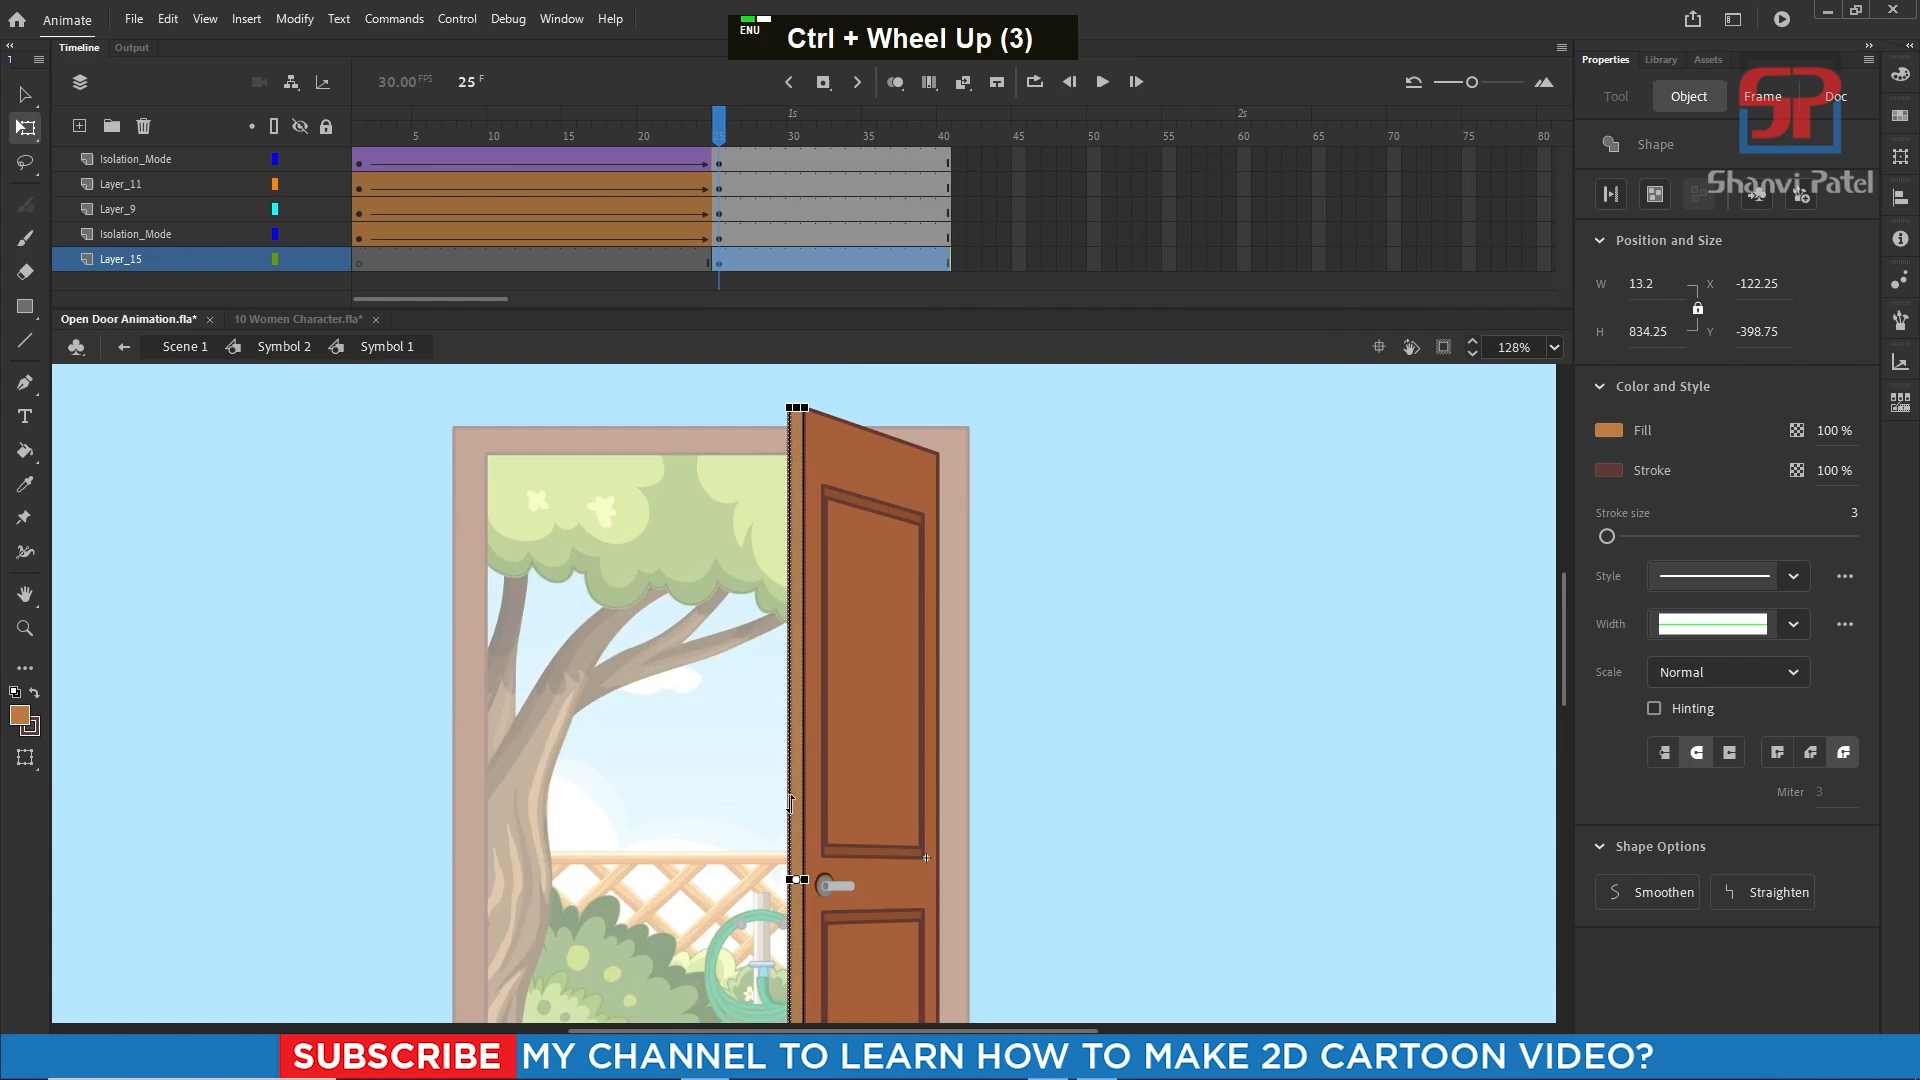 Animate
File Edit View Insert Modify Text Commands Control Debug Window Help
ENU
Ctrl + Wheel Up (3)
Timeline Output
Properties Library Assets
30.00 FPS 25 F
Tool Object Frame Doc
SP
Shanvi Patel
1s 2s
5 10 15 20 25 30 35 40 45 50 55 60 65 70 75 80
Isolation_Mode
Layer_11
Layer_9
Isolation_Mode
Layer_15
Shape
Position and Size
W 13.2 X -122.25
H 834.25 Y -398.75
Open Door Animation.fla* × 10 Women Character.fla* ×
Scene 1 Symbol 2 Symbol 1
128%
Color and Style
Fill 100 %
Stroke 100 %
Stroke size 3
Style
Width
Scale Normal
Hinting
Miter 3
Shape Options
Smoothen Straighten
SUBSCRIBE MY CHANNEL TO LEARN HOW TO MAKE 2D CARTOON VIDEO?